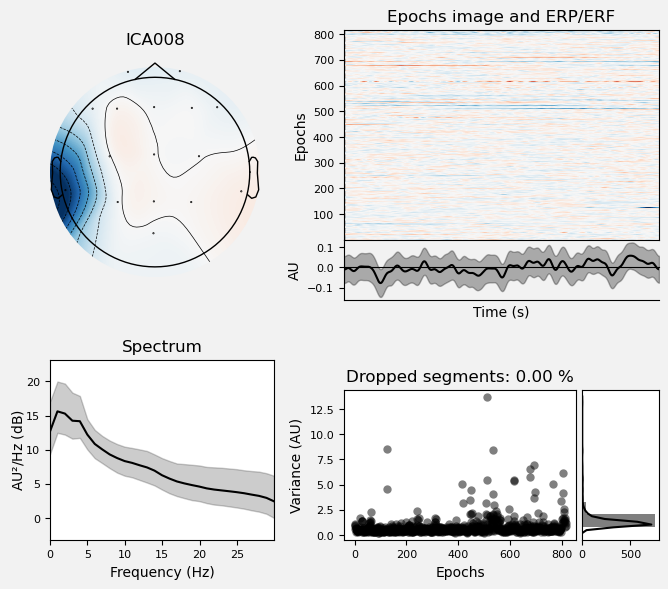 ICA008
Epochs image and ERP/ERF
800
700
600
500
400
300
200
100
Epochs
0.1
0.0
−0.1
AU
Time (s)
Spectrum
20
15
10
5
0
AU²/Hz (dB)
0 5 10 15 20 25
Frequency (Hz)
Dropped segments: 0.00 %
12.5
10.0
7.5
5.0
2.5
0.0
Variance (AU)
0 200 400 600 800
Epochs
0 500